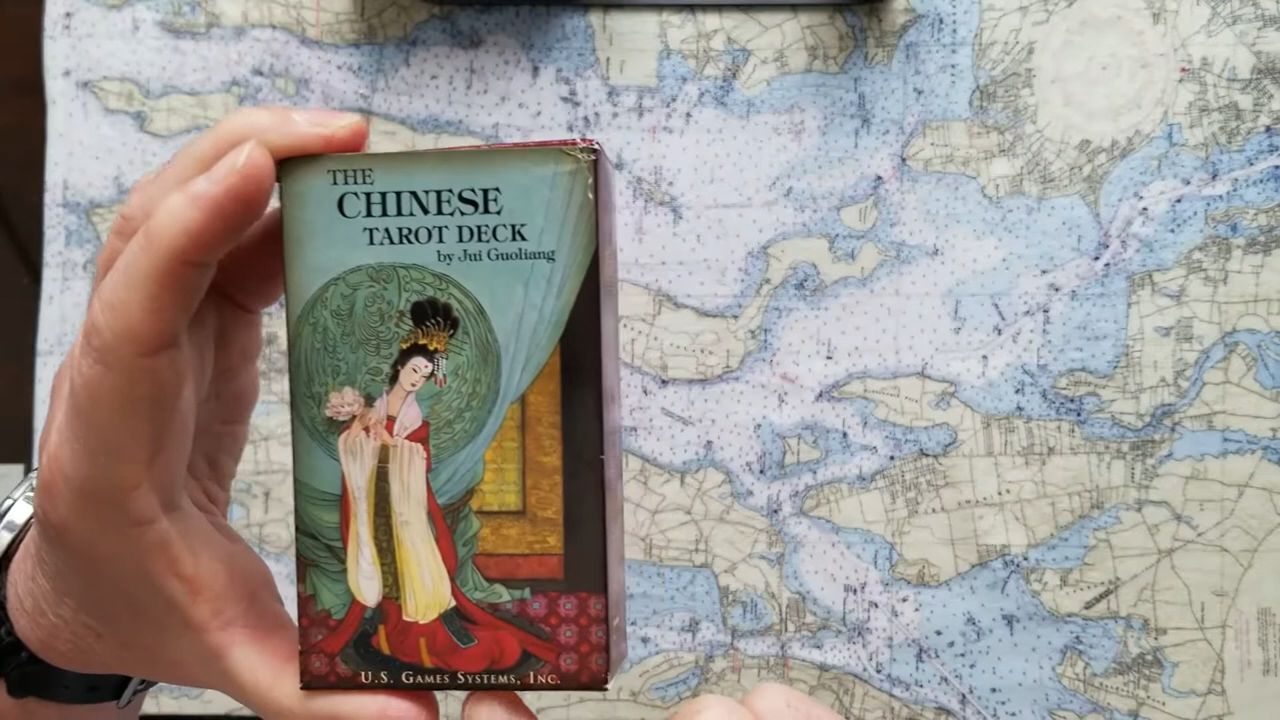 THE
CHINESE
TAROT DECK
by Jui Guoliang
U.S. GAMES SYSTEMS, INC.